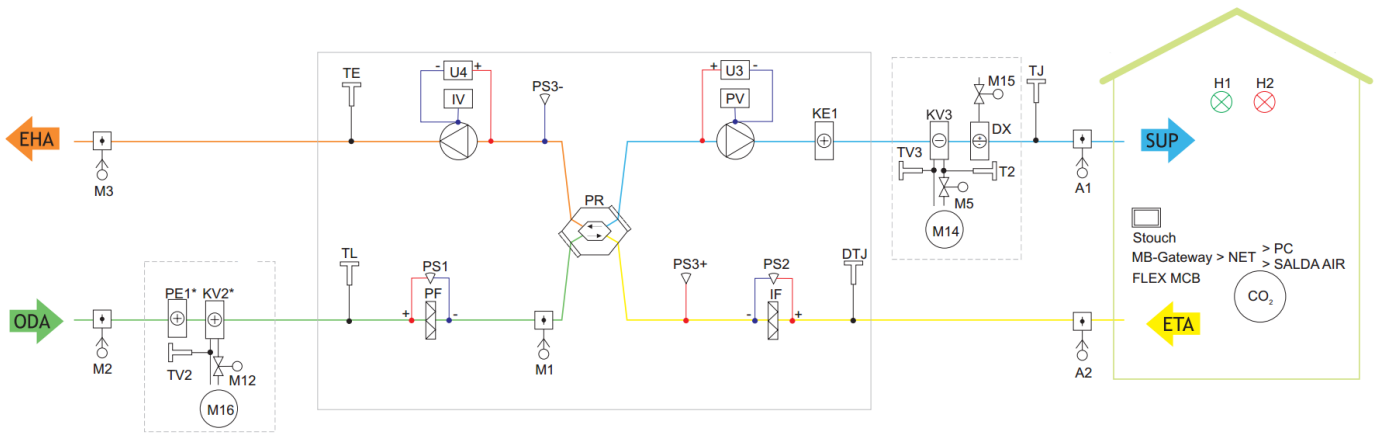 TE
- U4 +
IV
PS3-
+ U3 -
PV
KE1
M15
TJ
H1 H2
EHA
M3
KV3
DX
SUP
TV3
T2
A1
M5
M14
PR
Stouch
MB-Gateway > NET > PC
> SALDA AIR
FLEX MCB
CO₂
TL
PS1
PF
+ -
PS3+
PS2
IF
- +
DTJ
ODA
M2
PE1* KV2*
TV2
M12
M16
M1
ETA
A2